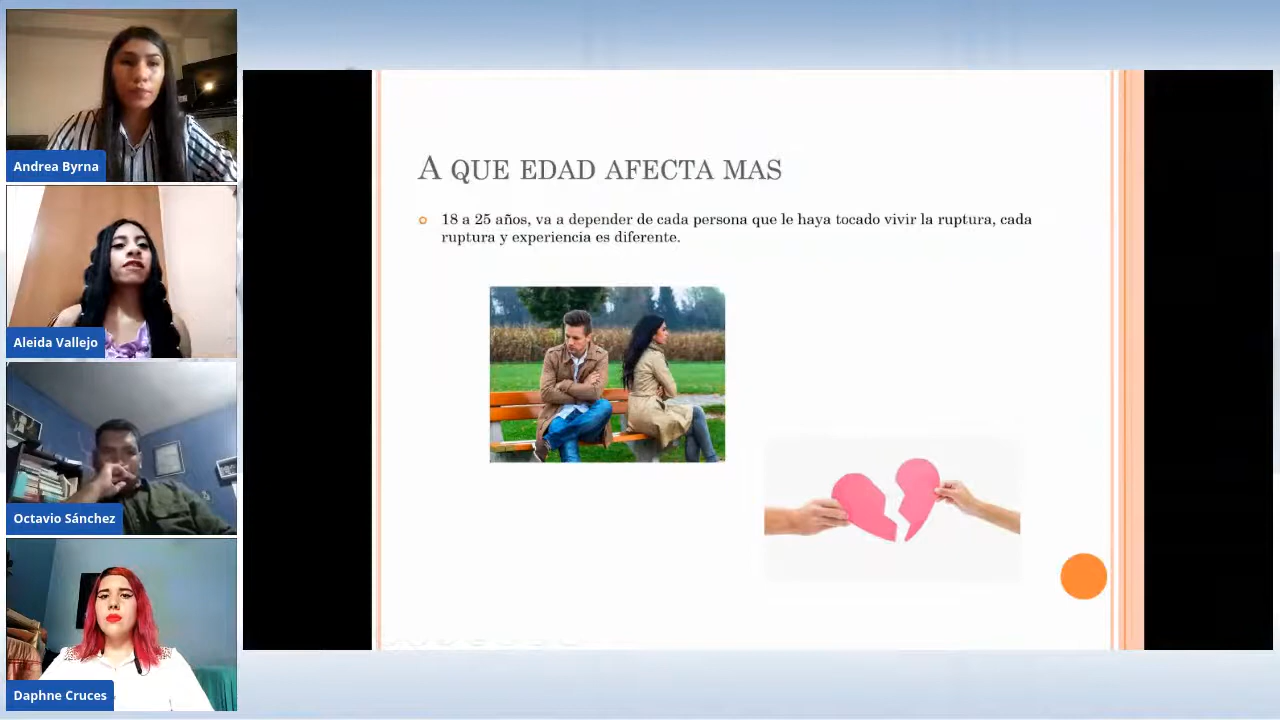 Andrea Byrna
Aleida Vallejo
Octavio Sánchez
Daphne Cruces
A QUE EDAD AFECTA MAS
18 a 25 años, va a depender de cada persona que le haya tocado vivir la ruptura, cada
ruptura y experiencia es diferente.